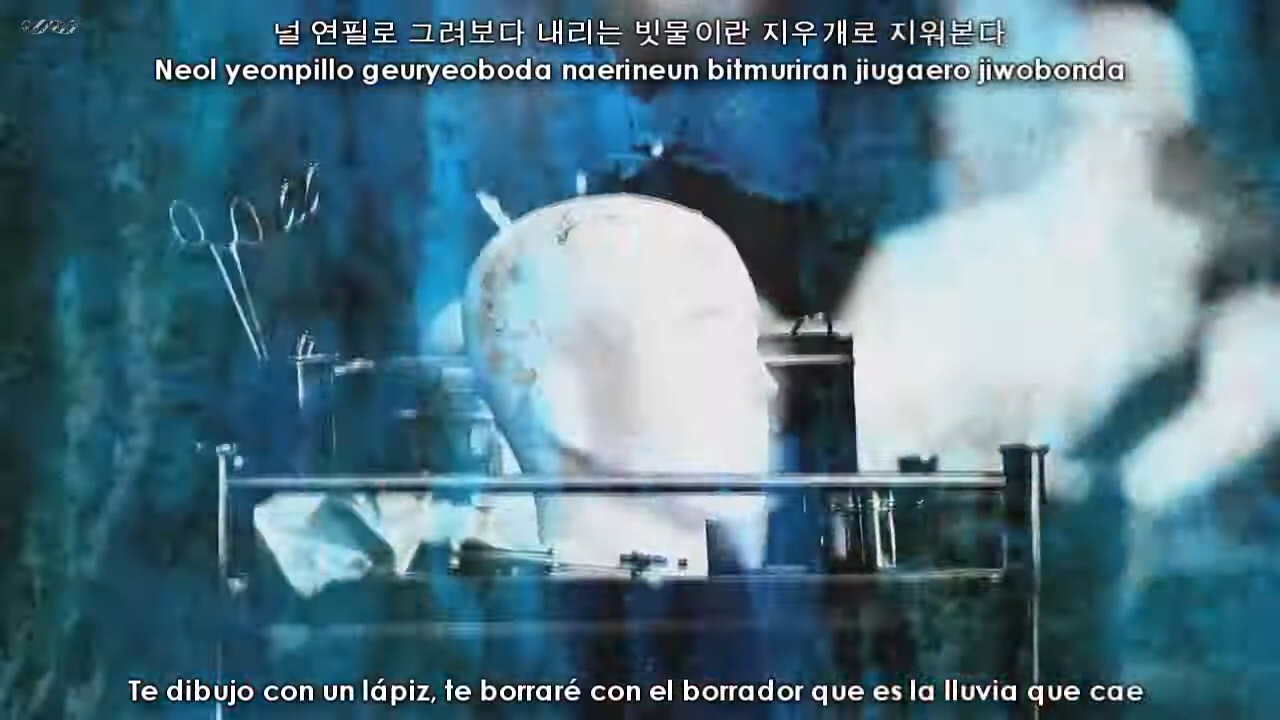 널 연필로 그려보다 내리는 빗물이란 지우개로 지워본다
Neol yeonpillo geuryeoboda naerineun bitmuriran jiugaero jiwobonda
Te dibujo con un lápiz, te borraré con el borrador que es la lluvia que cae